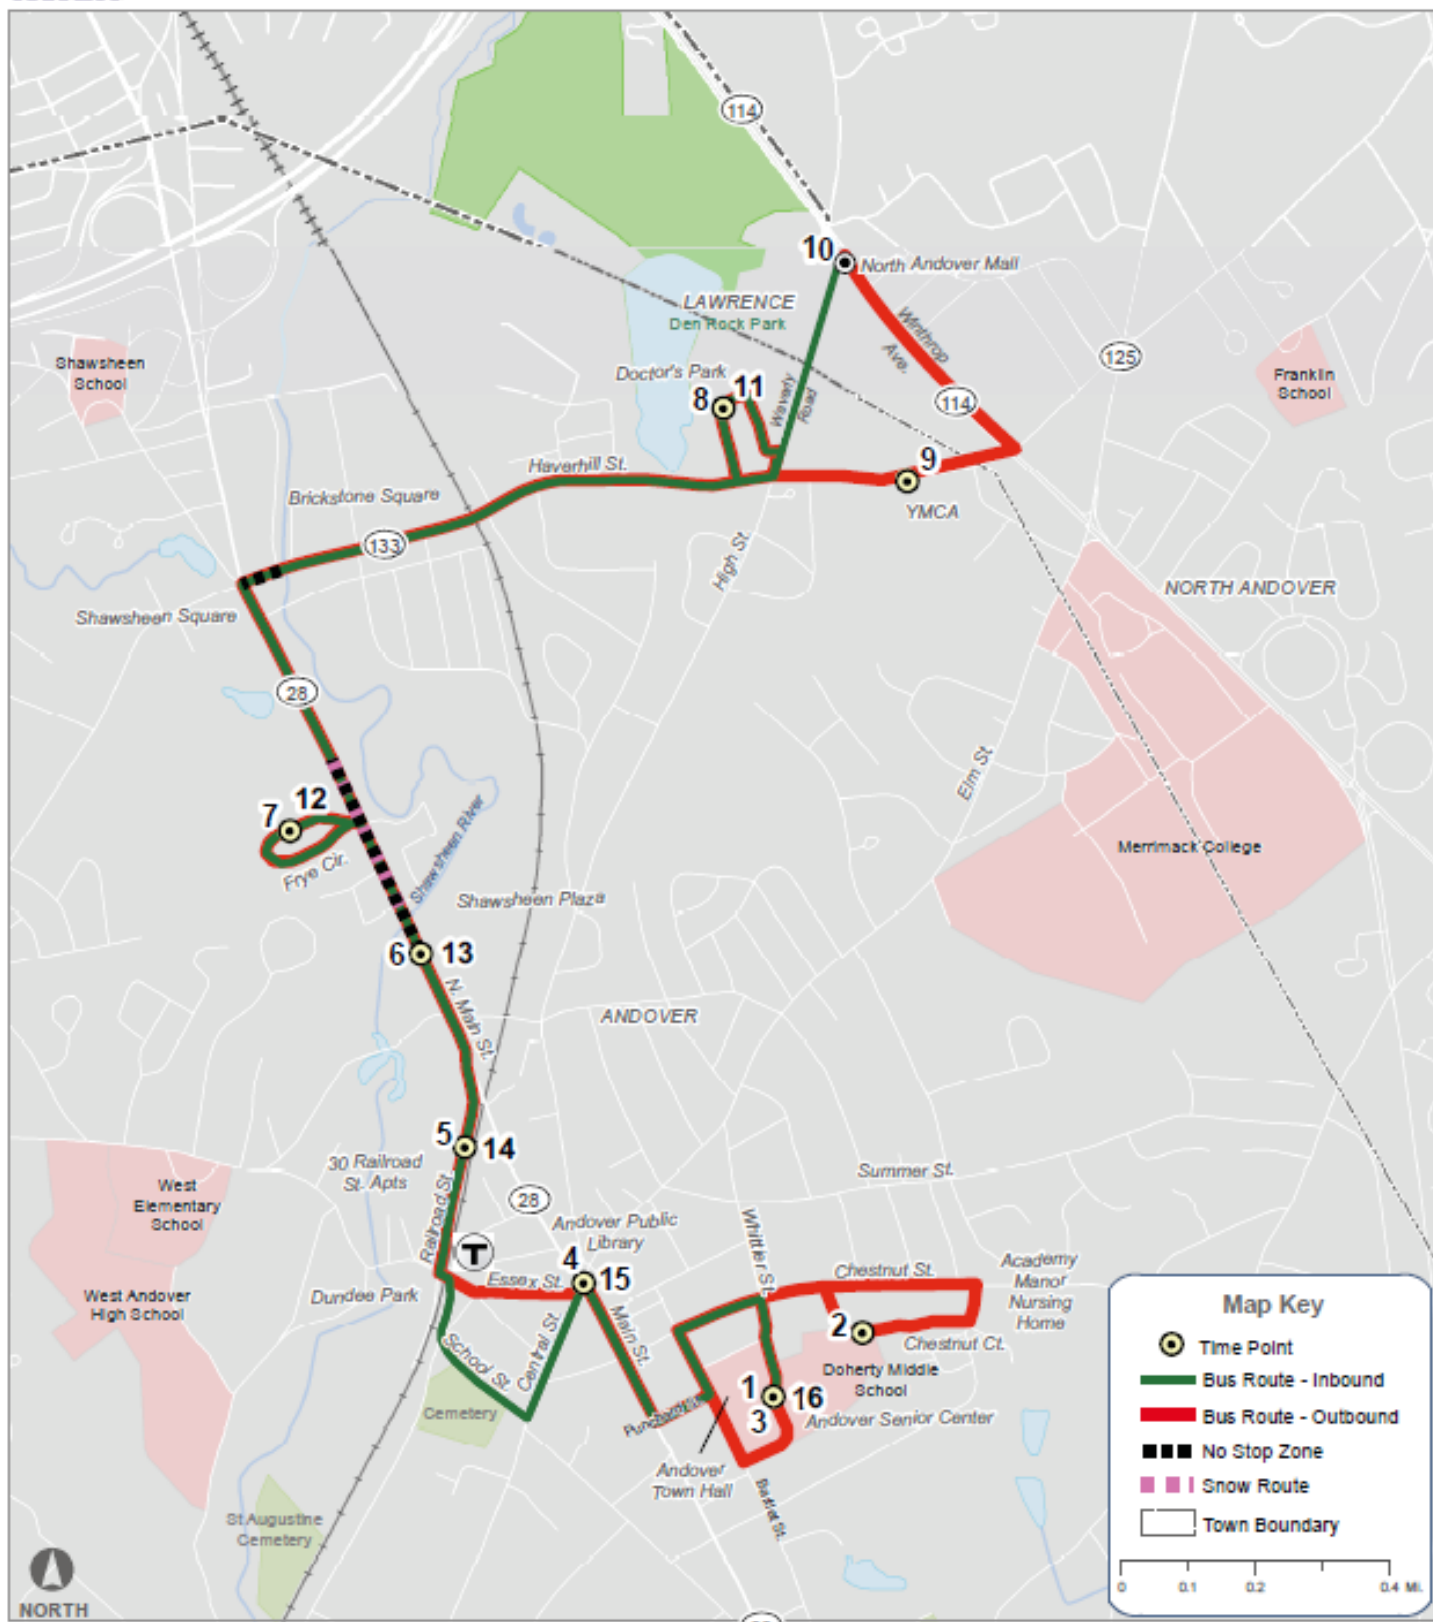 114
10
North Andover Mall
LAWRENCE
Den Rock Park
Winthrop
Ave.
125
Shawsheen
School
Doctor's Park
Franklin
School
8
11
Waverly
Road
114
Haverhill St.
9
Brickstone Square
YMCA
133
High St.
NORTH ANDOVER
Shawsheen Square
28
Elm St.
7
12
Frye Cir.
Shawsheen River
Merrimack College
Shawsheen Plaza
6
13
N. Main St.
ANDOVER
5
14
30 Railroad
St. Apts
Summer St.
West
Elementary
School
Railroad St.
28
Andover Public
Library
Whittier St.
T
4
15
Essex St.
Chestnut St.
Academy
Manor
Nursing
Home
Dundee Park
West Andover
High School
Main St.
2
Chestnut Ct.
School St.
Central St.
Doherty Middle
School
1
16
3
Andover Senior Center
Cemetery
Andover
Town Hall
Bartlet St.
St Augustine
Cemetery
NORTH
Map Key
Time Point
Bus Route - Inbound
Bus Route - Outbound
No Stop Zone
Snow Route
Town Boundary
0 0.1 0.2 0.4 Mi.